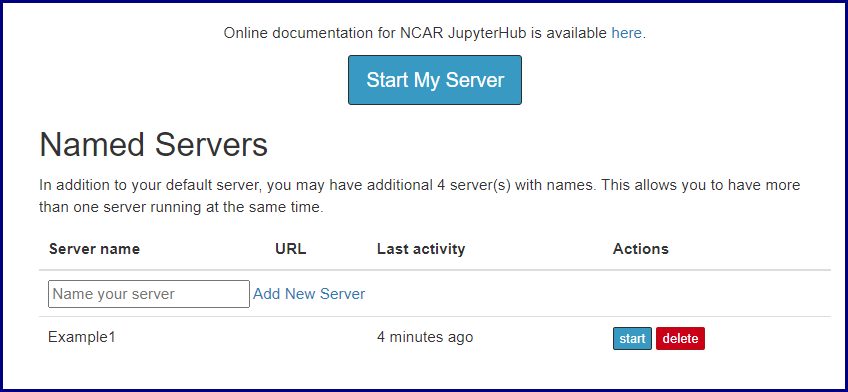 Online documentation for NCAR JupyterHub is available here.
Start My Server
Named Servers
In addition to your default server, you may have additional 4 server(s) with names. This allows you to have more
than one server running at the same time.
Server name URL Last activity Actions
Name your server Add New Server
Example1 4 minutes ago start delete